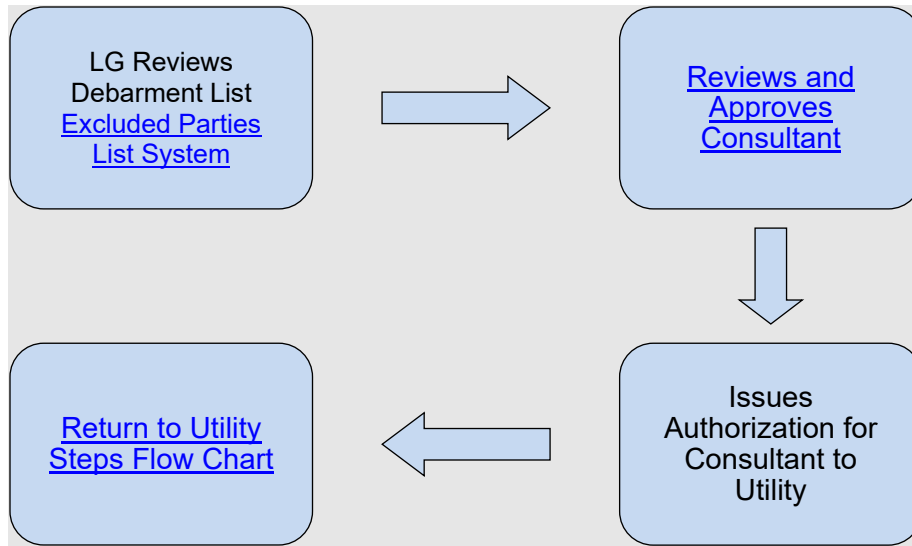 LG Reviews
Debarment List
Excluded Parties
List System
Reviews and
Approves
Consultant
Issues
Authorization for
Consultant to
Utility
Return to Utility
Steps Flow Chart